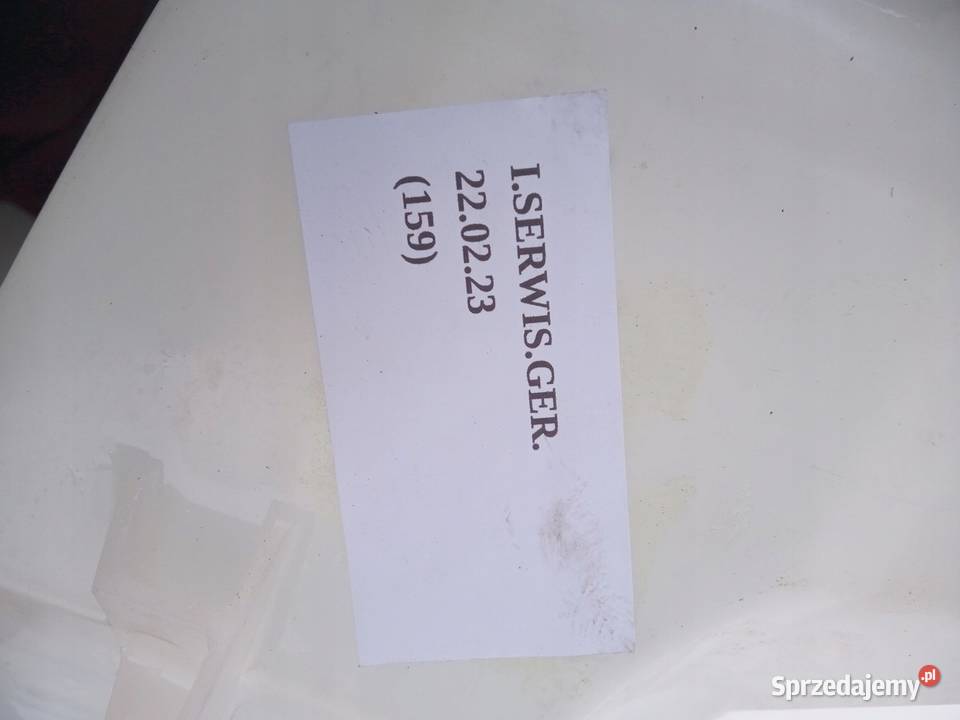 I.SERWIS.GER.
22.02.23
(159)
Sprzedajemy.pl